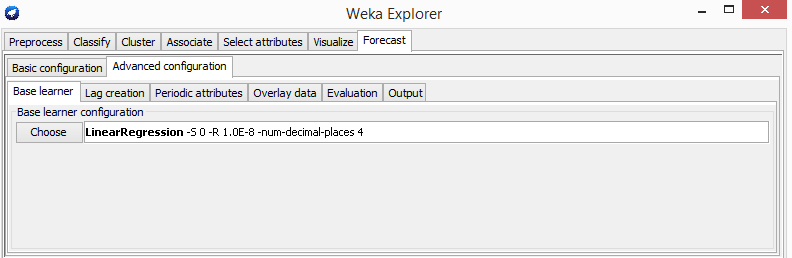 Weka Explorer
Preprocess Classify Cluster Associate Select attributes Visualize Forecast
Basic configuration Advanced configuration
Base learner Lag creation Periodic attributes Overlay data Evaluation Output
Base learner configuration
Choose LinearRegression -S 0 -R 1.0E-8 -num-decimal-places 4